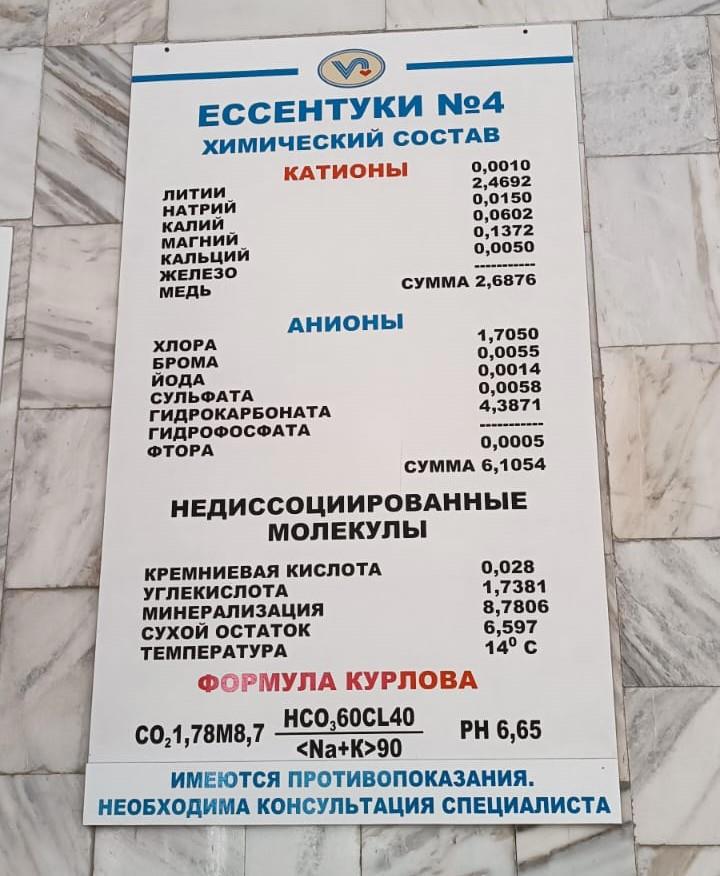 ЕССЕНТУКИ №4
ХИМИЧЕСКИЙ СОСТАВ
КАТИОНЫ
ЛИТИИ 0,0010
НАТРИЙ 2,4692
КАЛИЙ 0,0150
МАГНИЙ 0,0602
КАЛЬЦИЙ 0,1372
ЖЕЛЕЗО 0,0050
МЕДЬ -----------
СУММА 2,6876
АНИОНЫ
ХЛОРА 1,7050
БРОМА 0,0055
ЙОДА 0,0014
СУЛЬФАТА 0,0058
ГИДРОКАРБОНАТА 4,3871
ГИДРОФОСФАТА -----------
ФТОРА 0,0005
СУММА 6,1054
НЕДИССОЦИИРОВАННЫЕ
МОЛЕКУЛЫ
КРЕМНИЕВАЯ КИСЛОТА 0,028
УГЛЕКИСЛОТА 1,7381
МИНЕРАЛИЗАЦИЯ 8,7806
СУХОЙ ОСТАТОК 6,597
ТЕМПЕРАТУРА 14⁰ С
ФОРМУЛА КУРЛОВА
CO₂1,78M8,7 HCO₃60CL40 PH 6,65
<Na+K>90
ИМЕЮТСЯ ПРОТИВОПОКАЗАНИЯ.
НЕОБХОДИМА КОНСУЛЬТАЦИЯ СПЕЦИАЛИСТА